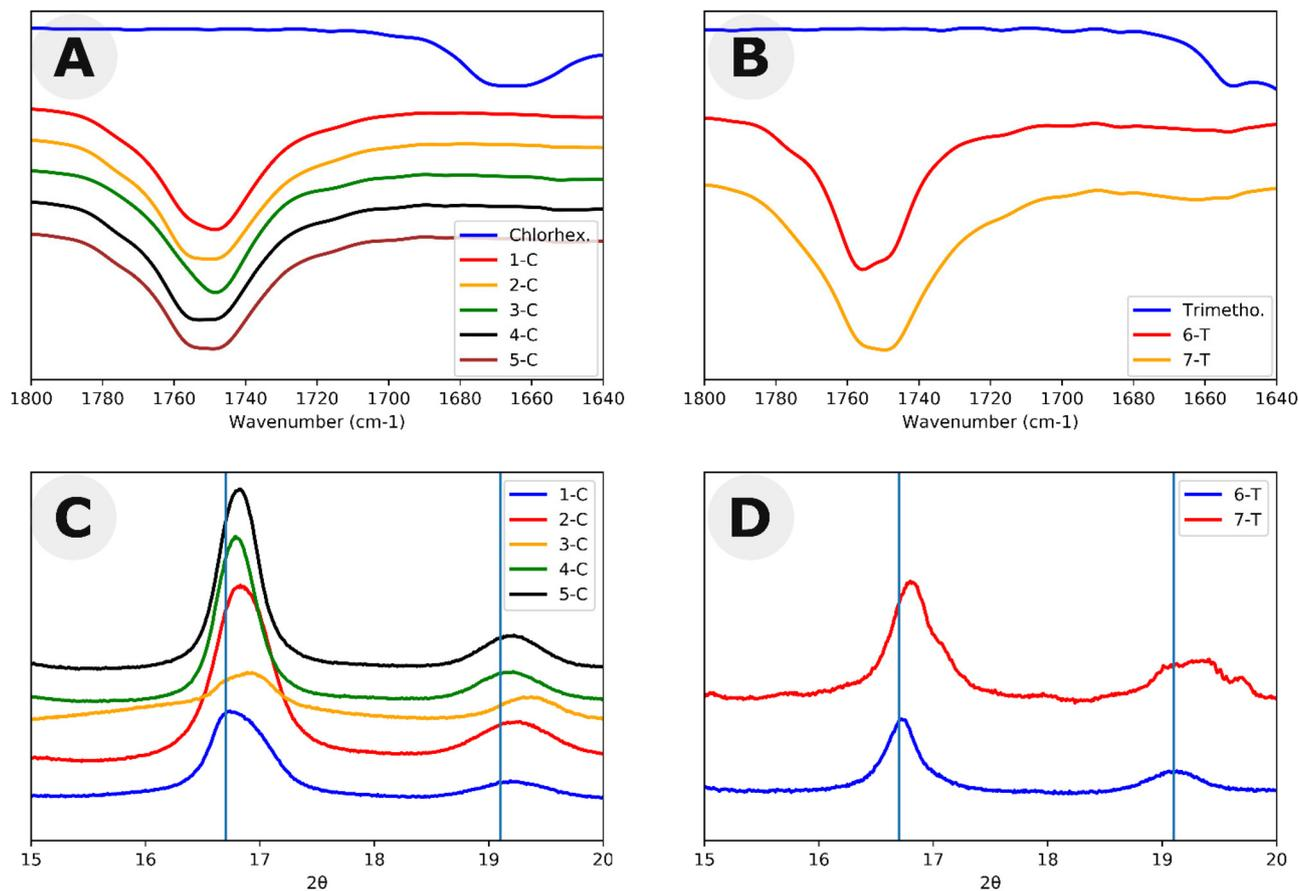 A
Chlorhex.
1-C
2-C
3-C
4-C
5-C
1800 1780 1760 1740 1720 1700 1680 1660 1640
Wavenumber (cm-1)
B
Trimetho.
6-T
7-T
1800 1780 1760 1740 1720 1700 1680 1660 1640
Wavenumber (cm-1)
C
1-C
2-C
3-C
4-C
5-C
15 16 17 18 19 20
2θ
D
6-T
7-T
15 16 17 18 19 20
2θ